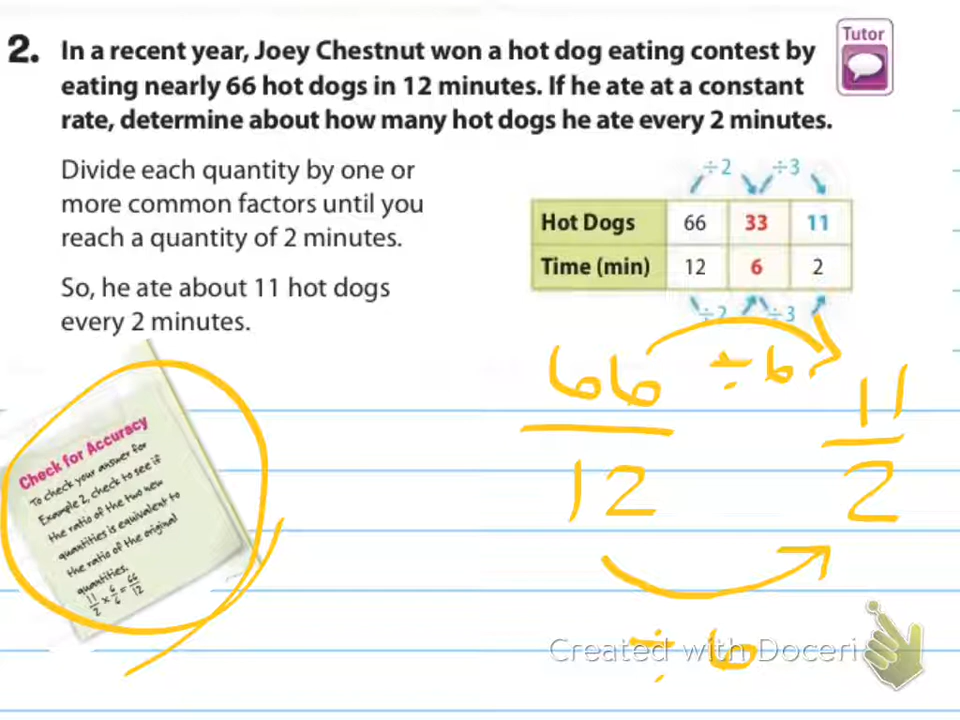 2. In a recent year, Joey Chestnut won a hot dog eating contest by
eating nearly 66 hot dogs in 12 minutes. If he ate at a constant
rate, determine about how many hot dogs he ate every 2 minutes.
Tutor
Divide each quantity by one or
more common factors until you
reach a quantity of 2 minutes.
So, he ate about 11 hot dogs
every 2 minutes.
÷2 ÷3
Hot Dogs 66 33 11
Time (min) 12 6 2
÷2 ÷3
Check for Accuracy
To check your answer for
Example 2, check to see if
the ratio of the two new
quantities is equivalent to
the ratio of the original
quantities.
11/2 × 6/6 = 66/12
66 ÷6 11
12 2
÷ 6
Created with Doceri